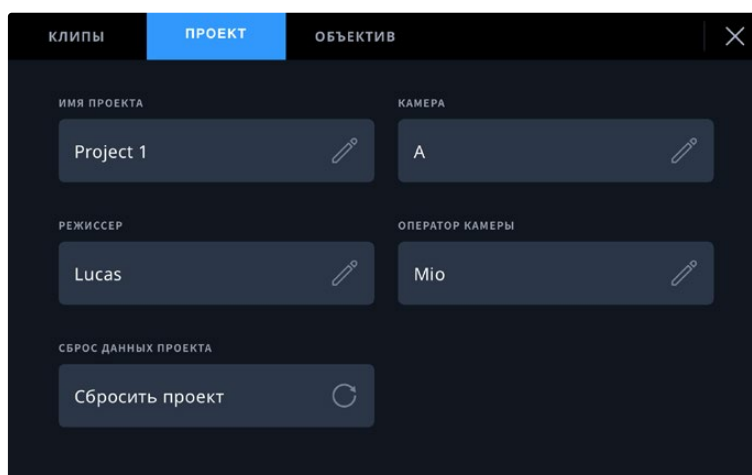 КЛИПЫ ПРОЕКТ ОБЪЕКТИВ
ИМЯ ПРОЕКТА КАМЕРА
Project 1 A
РЕЖИССЕР ОПЕРАТОР КАМЕРЫ
Lucas Mio
СБРОС ДАННЫХ ПРОЕКТА
Сбросить проект